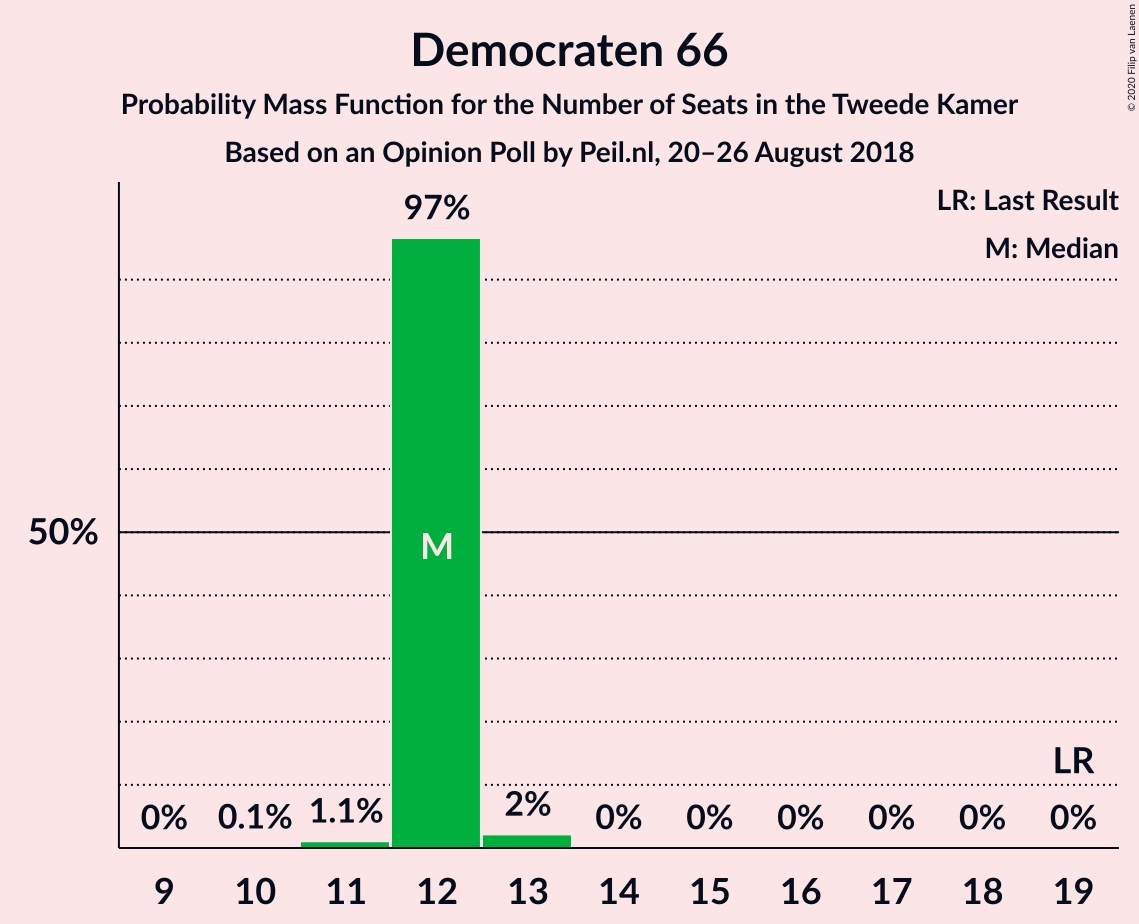 Democraten 66
Probability Mass Function for the Number of Seats in the Tweede Kamer
Based on an Opinion Poll by Peil.nl, 20–26 August 2018
© 2020 Filip van Laenen
LR: Last Result
M: Median
97%
50%
M
LR
0% 0.1% 1.1% 2% 0% 0% 0% 0% 0% 0%
9 10 11 12 13 14 15 16 17 18 19